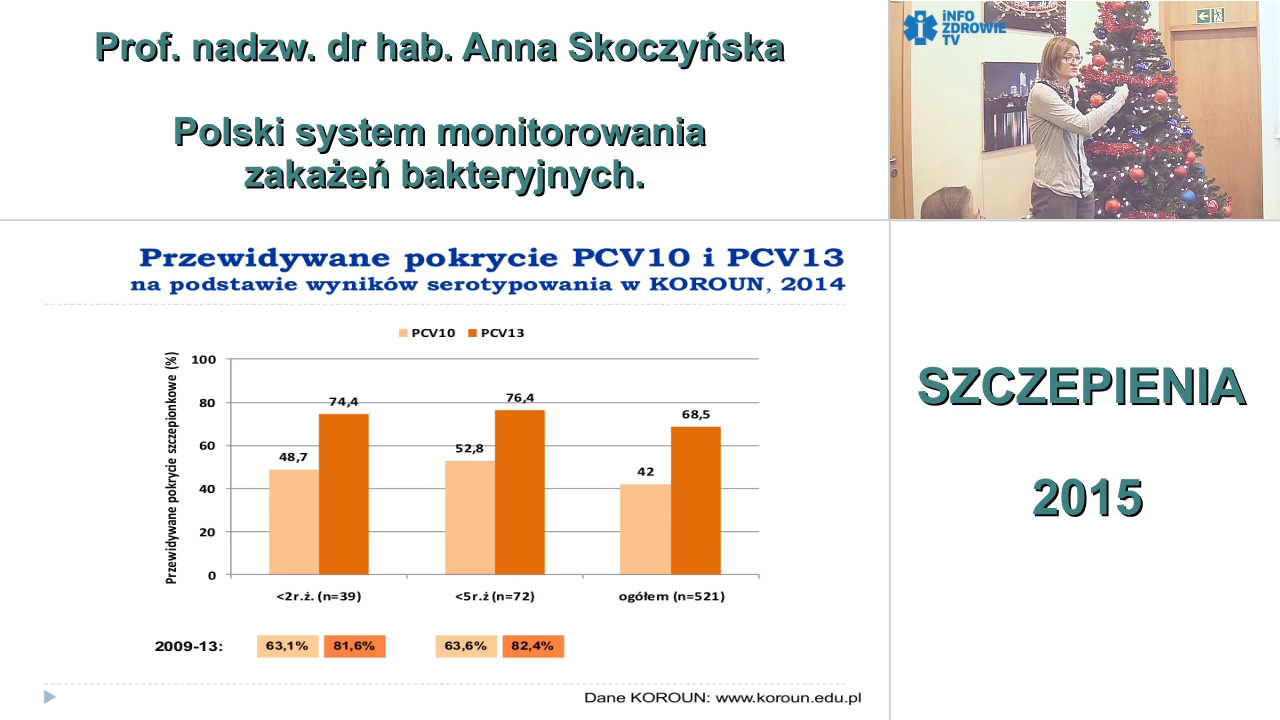 Prof. nadzw. dr hab. Anna Skoczyńska
Polski system monitorowania
zakażeń bakteryjnych.
iNFO
ZDROWIE
TV
Przewidywane pokrycie PCV10 i PCV13
na podstawie wyników serotypowania w KOROUN, 2014
PCV10 PCV13
Przewidywane pokrycie szczepionkowe (%)
100
80
60
40
20
0
48,7 74,4
52,8 76,4
42 68,5
<2r.ż. (n=39) <5r.ż (n=72) ogółem (n=521)
2009-13: 63,1% 81,6% 63,6% 82,4%
Dane KOROUN: www.koroun.edu.pl
SZCZEPIENIA
2015